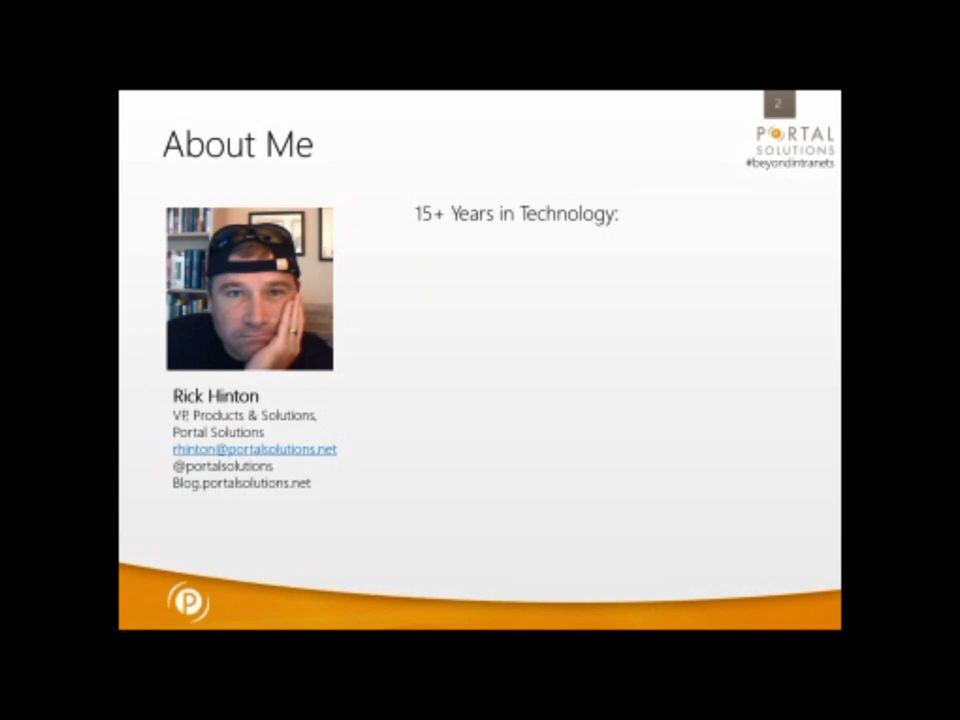 2
About Me
PORTAL
SOLUTIONS
#beyondintranets
15+ Years in Technology:
Rick Hinton
VP, Products & Solutions,
Portal Solutions
rhinton@portalsolutions.net
@portalsolutions
Blog.portalsolutions.net
P